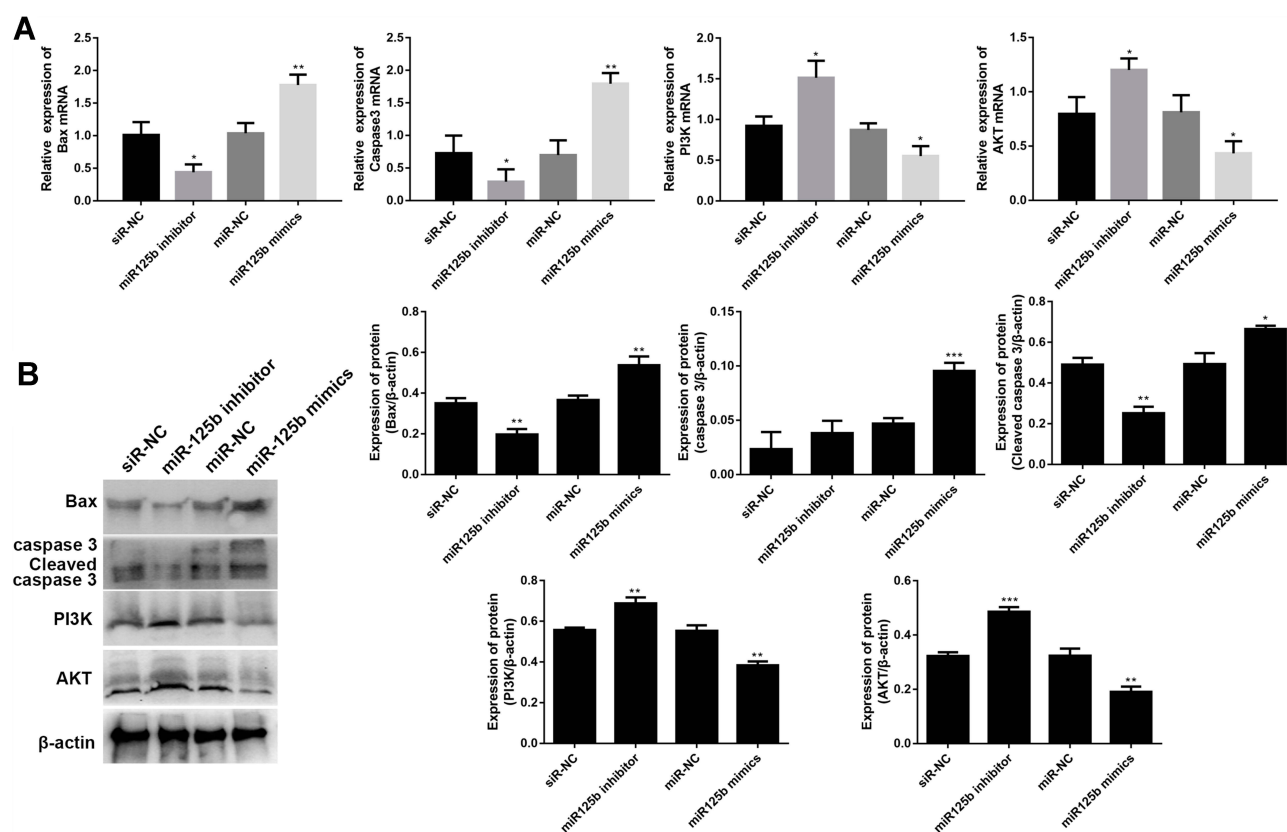 A
Relative expression of
Bax mRNA
2.5
2.0
1.5
1.0
0.5
0.0
**
*
siR-NC
miR125b inhibitor
miR-NC
miR125b mimics
Relative expression of
Caspase3 mRNA
2.5
2.0
1.5
1.0
0.5
0.0
**
*
siR-NC
miR125b inhibitor
miR-NC
miR125b mimics
Relative expression of
PI3K mRNA
2.0
1.5
1.0
0.5
0.0
*
*
siR-NC
miR125b inhibitor
miR-NC
miR125b mimics
Relative expression of
AKT mRNA
1.5
1.0
0.5
0.0
*
*
siR-NC
miR125b inhibitor
miR-NC
miR125b mimics
B
siR-NC
miR-125b inhibitor
miR-NC
miR-125b mimics
Bax
caspase 3
Cleaved
caspase 3
PI3K
AKT
β-actin
Expression of protein
(Bax/β-actin)
0.8
0.6
0.4
0.2
0.0
**
**
siR-NC
miR125b inhibitor
miR-NC
miR125b mimics
Expression of protein
(caspase 3/β-actin)
0.15
0.10
0.05
0.00
***
siR-NC
miR125b inhibitor
miR-NC
miR125b mimics
Expression of protein
(Cleaved caspase 3/β-actin)
0.8
0.6
0.4
0.2
0.0
**
*
siR-NC
miR125b inhibitor
miR-NC
miR125b mimics
Expression of protein
(PI3K/β-actin)
0.8
0.6
0.4
0.2
0.0
**
**
siR-NC
miR125b inhibitor
miR-NC
miR125b mimics
Expression of protein
(AKT/β-actin)
0.6
0.4
0.2
0.0
***
**
siR-NC
miR125b inhibitor
miR-NC
miR125b mimics